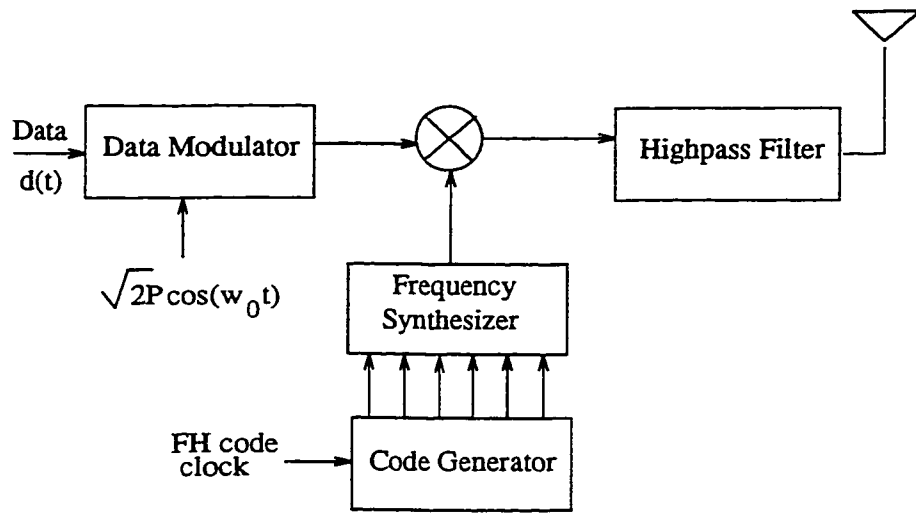 Data
d(t)
Data Modulator
Highpass Filter
√2P cos(w₀t)
Frequency
Synthesizer
FH code
clock
Code Generator